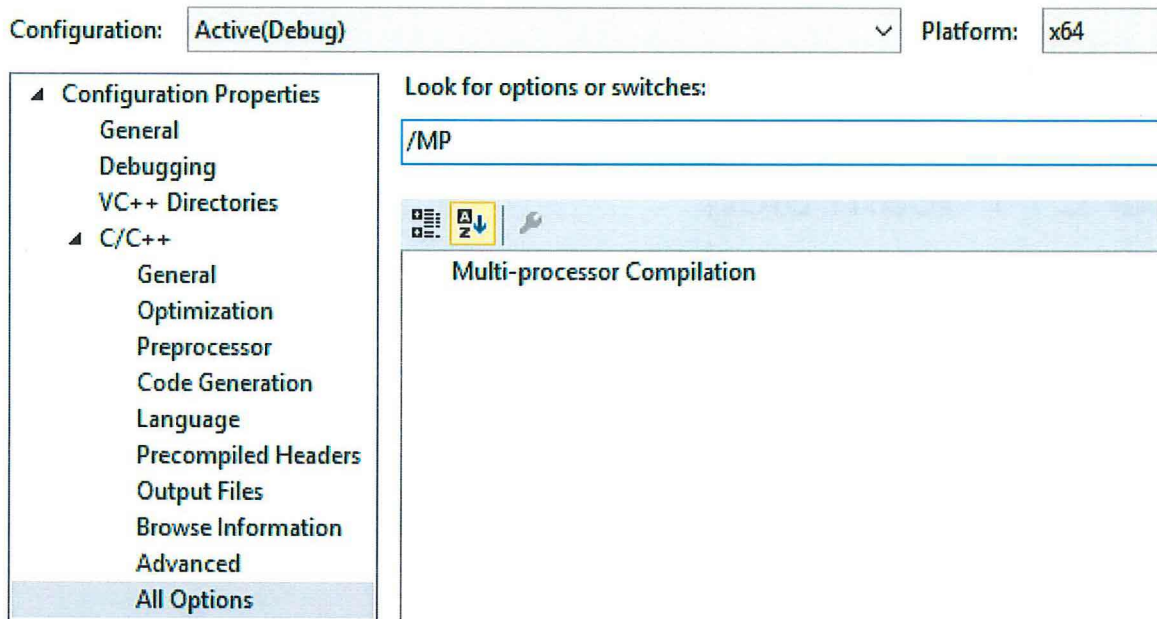 Configuration: Active(Debug) Platform: x64
Configuration Properties
General
Debugging
VC++ Directories
C/C++
General
Optimization
Preprocessor
Code Generation
Language
Precompiled Headers
Output Files
Browse Information
Advanced
All Options
Look for options or switches:
/MP
Multi-processor Compilation